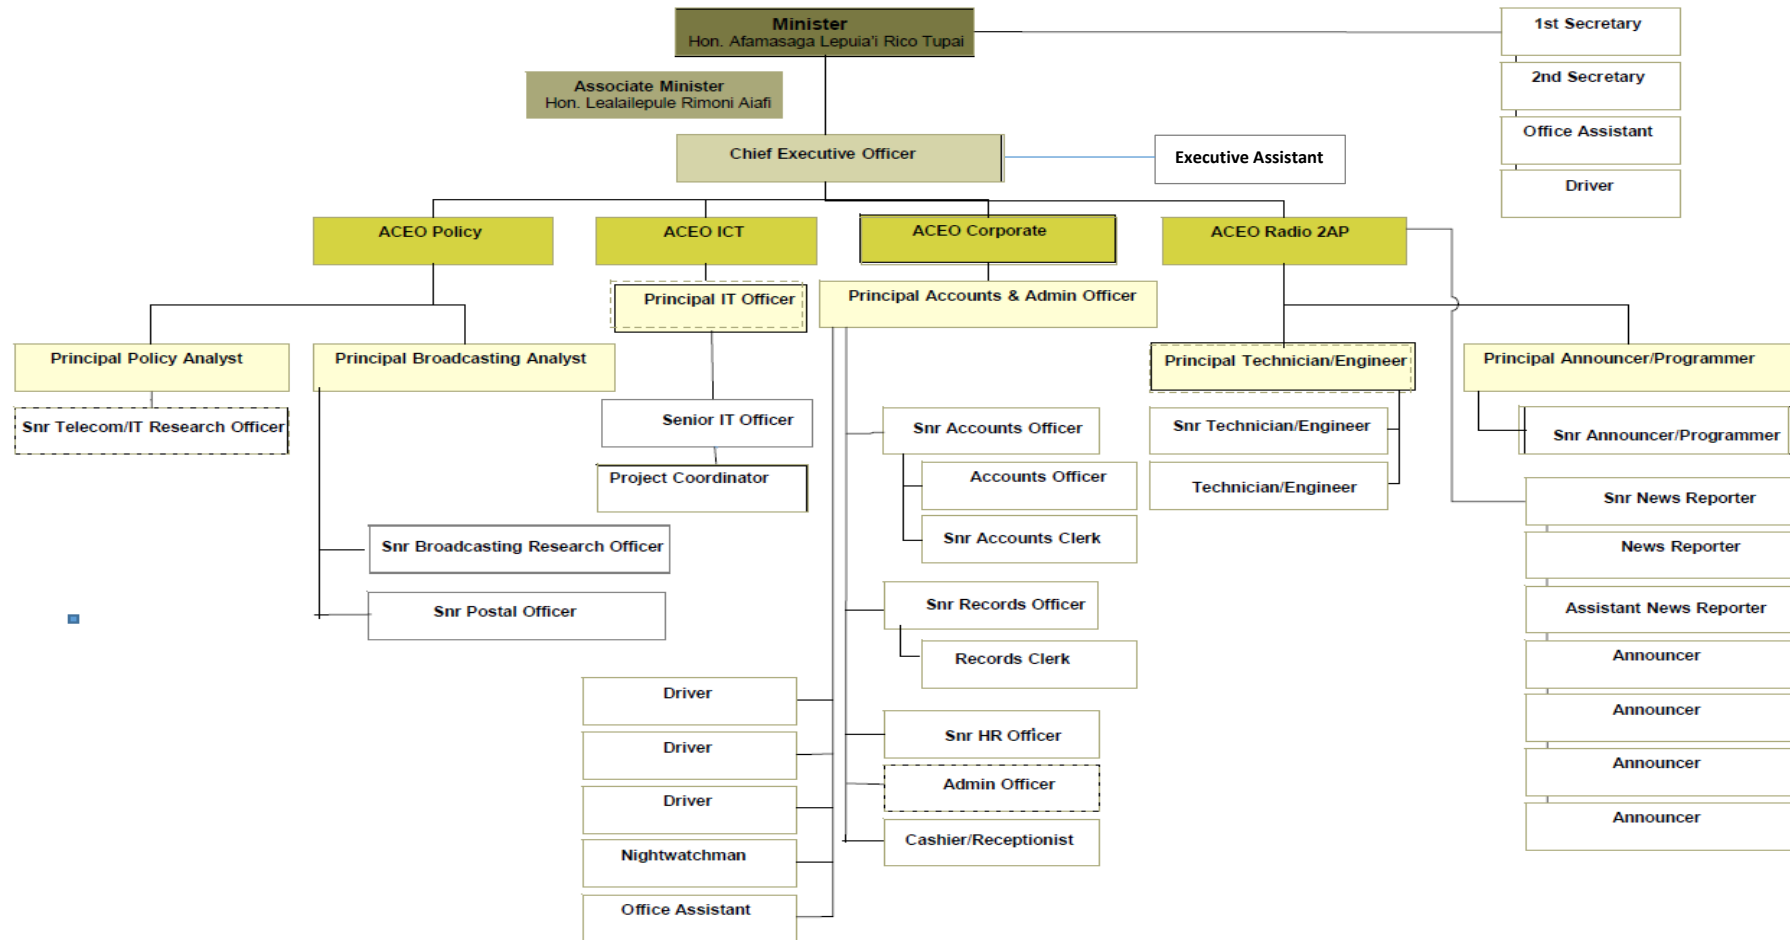 Minister
Hon. Afamasaga Lepuia'i Rico Tupai
1st Secretary
Associate Minister
Hon. Lealailepule Rimoni Aiafi
2nd Secretary
Office Assistant
Driver
Chief Executive Officer
Executive Assistant
ACEO Policy
ACEO ICT
ACEO Corporate
ACEO Radio 2AP
Principal IT Officer
Principal Accounts & Admin Officer
Principal Policy Analyst
Principal Broadcasting Analyst
Principal Technician/Engineer
Principal Announcer/Programmer
Snr Telecom/IT Research Officer
Senior IT Officer
Snr Accounts Officer
Snr Technician/Engineer
Snr Announcer/Programmer
Project Coordinator
Accounts Officer
Technician/Engineer
Snr News Reporter
Snr Broadcasting Research Officer
Snr Accounts Clerk
News Reporter
Snr Postal Officer
Snr Records Officer
Assistant News Reporter
Records Clerk
Announcer
Driver
Snr HR Officer
Announcer
Driver
Admin Officer
Announcer
Driver
Cashier/Receptionist
Announcer
Nightwatchman
Office Assistant